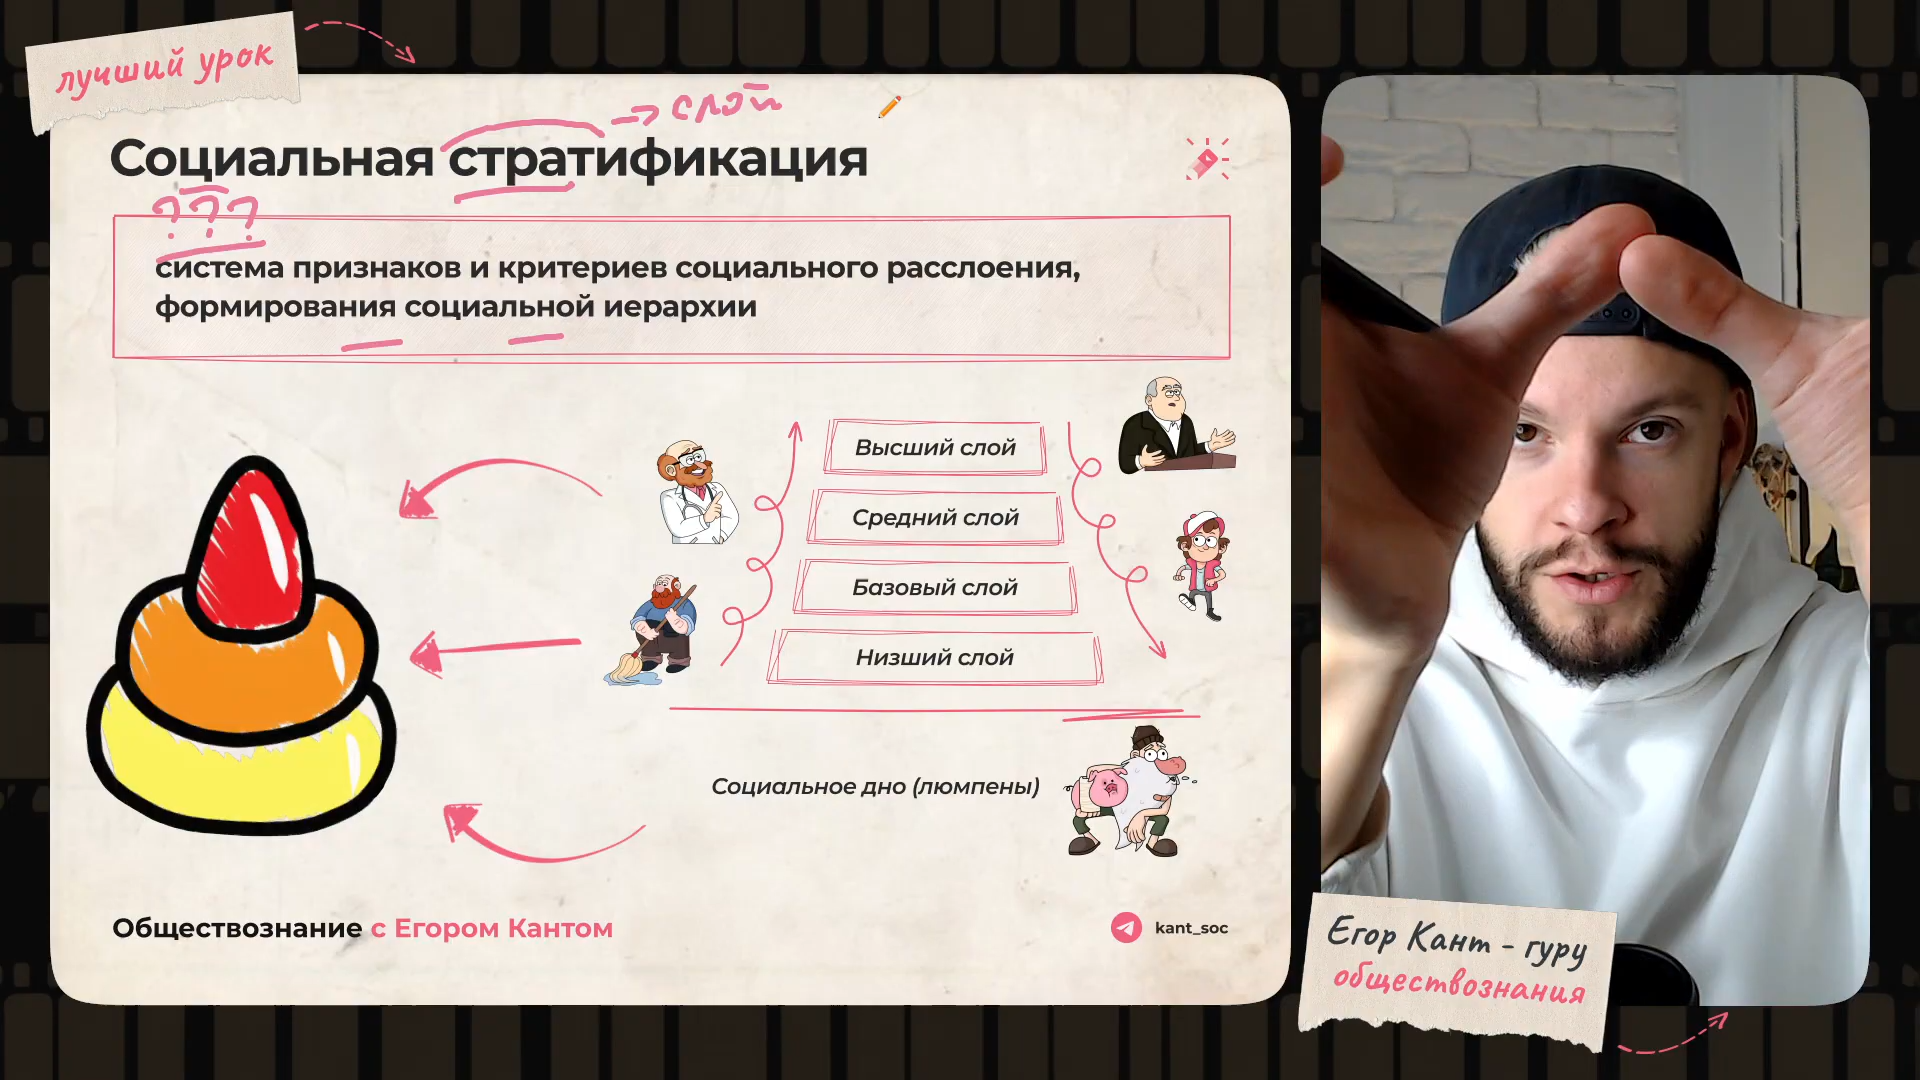 лучший урок
→ слой
Социальная стратификация
???
система признаков и критериев социального расслоения,
формирования социальной иерархии
Высший слой
Средний слой
Базовый слой
Низший слой
Социальное дно (люмпены)
Обществознание с Егором Кантом
kant_soc
Егор Кант - гуру
обществознания